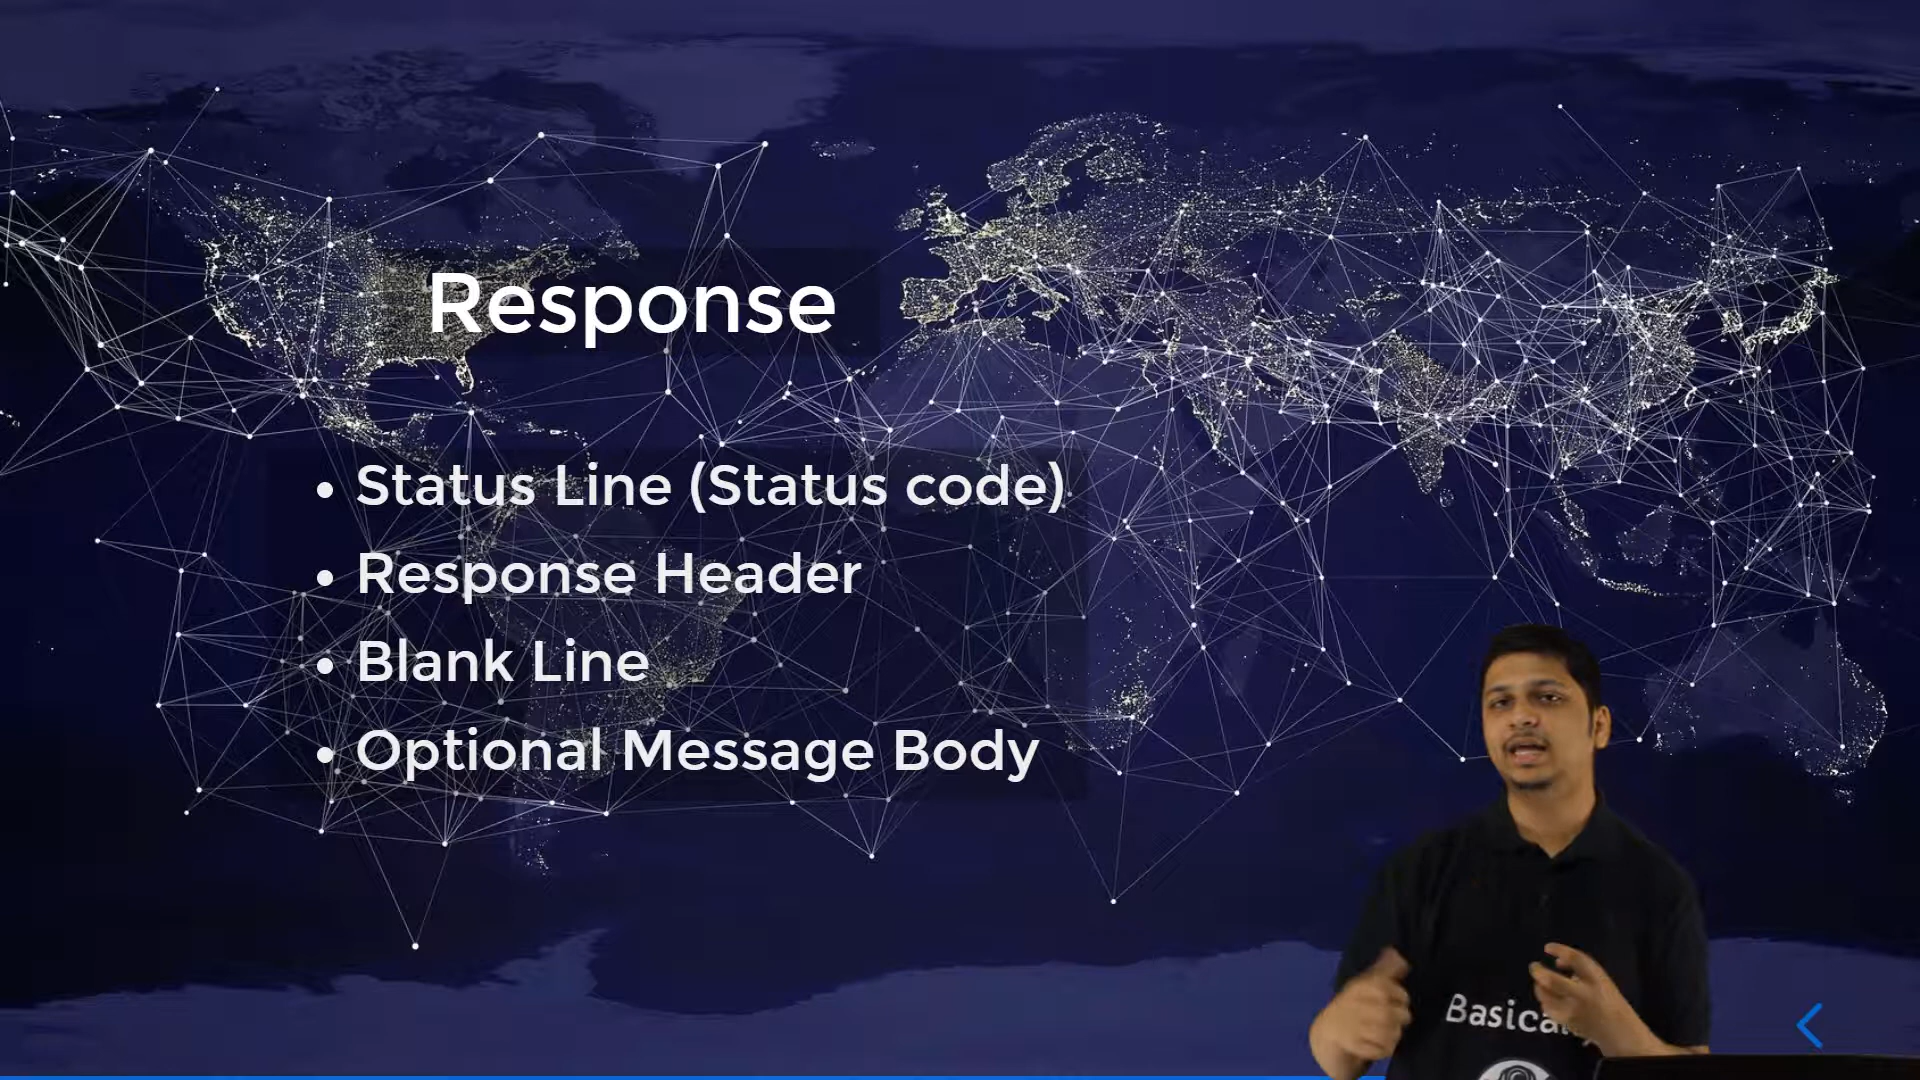 Response
• Status Line (Status code)
• Response Header
• Blank Line
• Optional Message Body